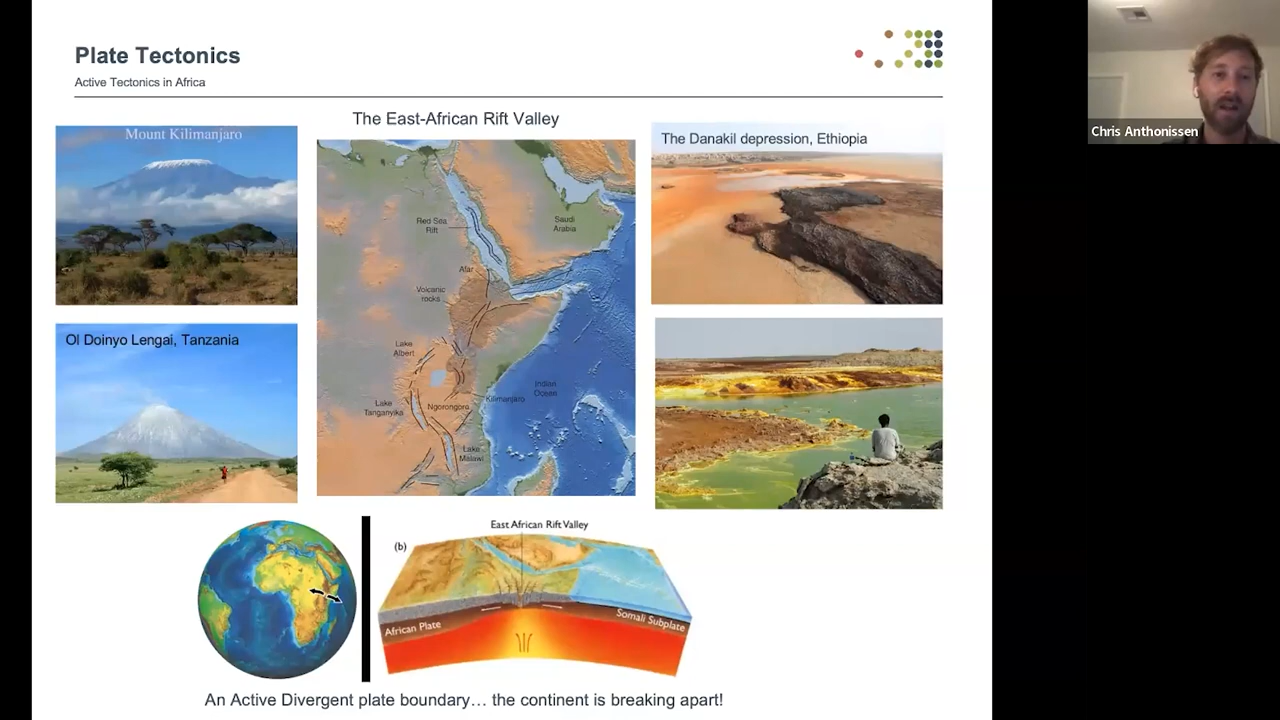 Plate Tectonics
Active Tectonics in Africa
The East-African Rift Valley
Mount Kilimanjaro
Ol Doinyo Lengai, Tanzania
Red Sea
Rift
Saudi
Arabia
Afar
Volcanic
rocks
Lake
Albert
Indian
Ocean
Kilimanjaro
Lake
Tanganyika
Ngorongoro
Lake
Malawi
The Danakil depression, Ethiopia
East African Rift Valley
(b)
African Plate
Somali Subplate
An Active Divergent plate boundary… the continent is breaking apart!
Chris Anthonissen